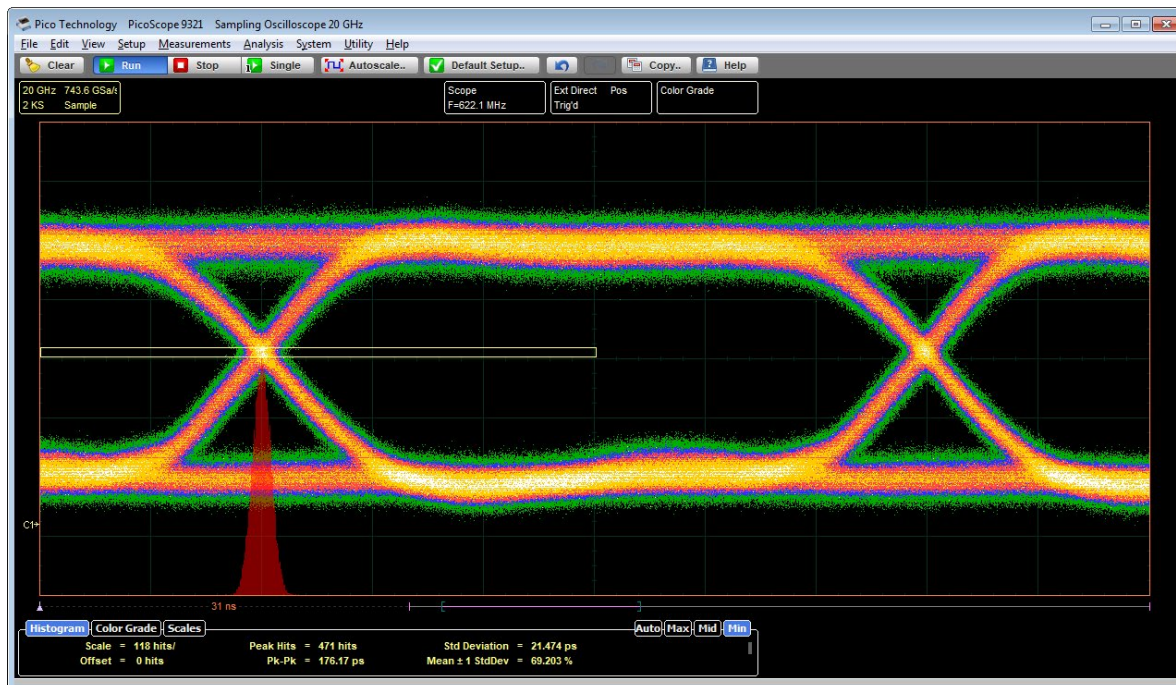 Pico Technology PicoScope 9321 Sampling Oscilloscope 20 GHz
File Edit View Setup Measurements Analysis System Utility Help
Clear Run Stop Single Autoscale.. Default Setup.. Copy.. Help
20 GHz 743.6 GSa/s Scope Ext Direct Pos Color Grade
2 KS Sample F=622.1 MHz Trig'd
C1
31 ns
Histogram Color Grade Scales Auto Max Mid Min
Scale = 118 hits/ Peak Hits = 471 hits Std Deviation = 21.474 ps
Offset = 0 hits Pk-Pk = 176.17 ps Mean ± 1 StdDev = 69.203 %